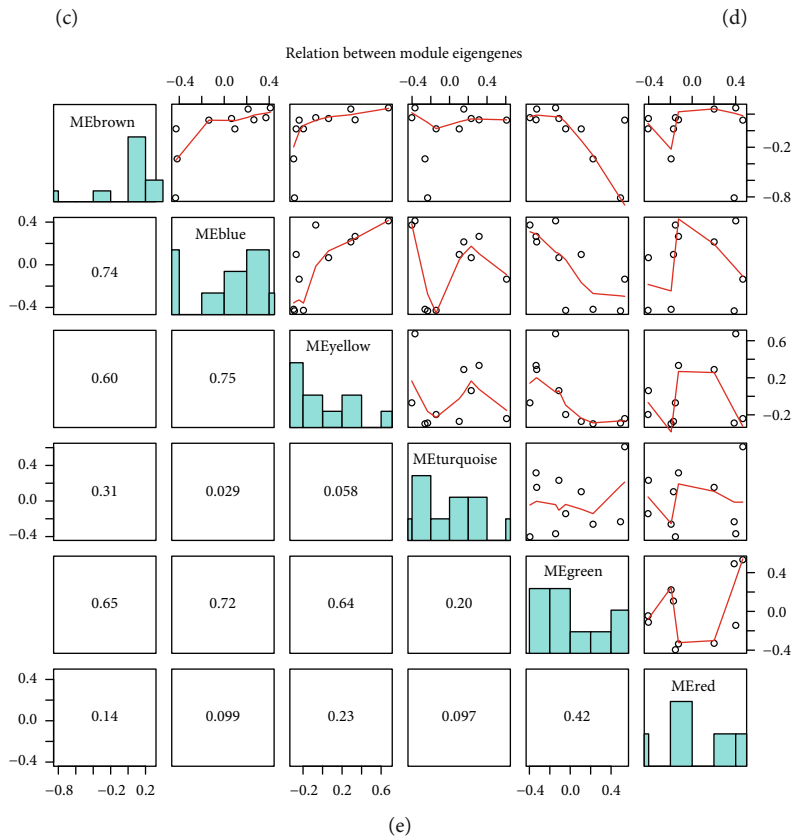 (c) (d)
Relation between module eigengenes
−0.4 0.0 0.4 −0.4 0.0 0.4 −0.4 0.0 0.4
MEbrown
−0.2
−0.8
0.4
0.0
−0.4
0.74
MEblue
0.60
0.75
MEyellow
0.6
0.2
−0.2
0.4
0.0
−0.4
0.31
0.029
0.058
MEturquoise
0.65
0.72
0.64
0.20
MEgreen
0.4
0.0
−0.4
0.4
0.0
−0.4
0.14
0.099
0.23
0.097
0.42
MEred
−0.8 −0.4 0.2 −0.2 0.2 0.6 −0.4 0.0 0.4
(e)